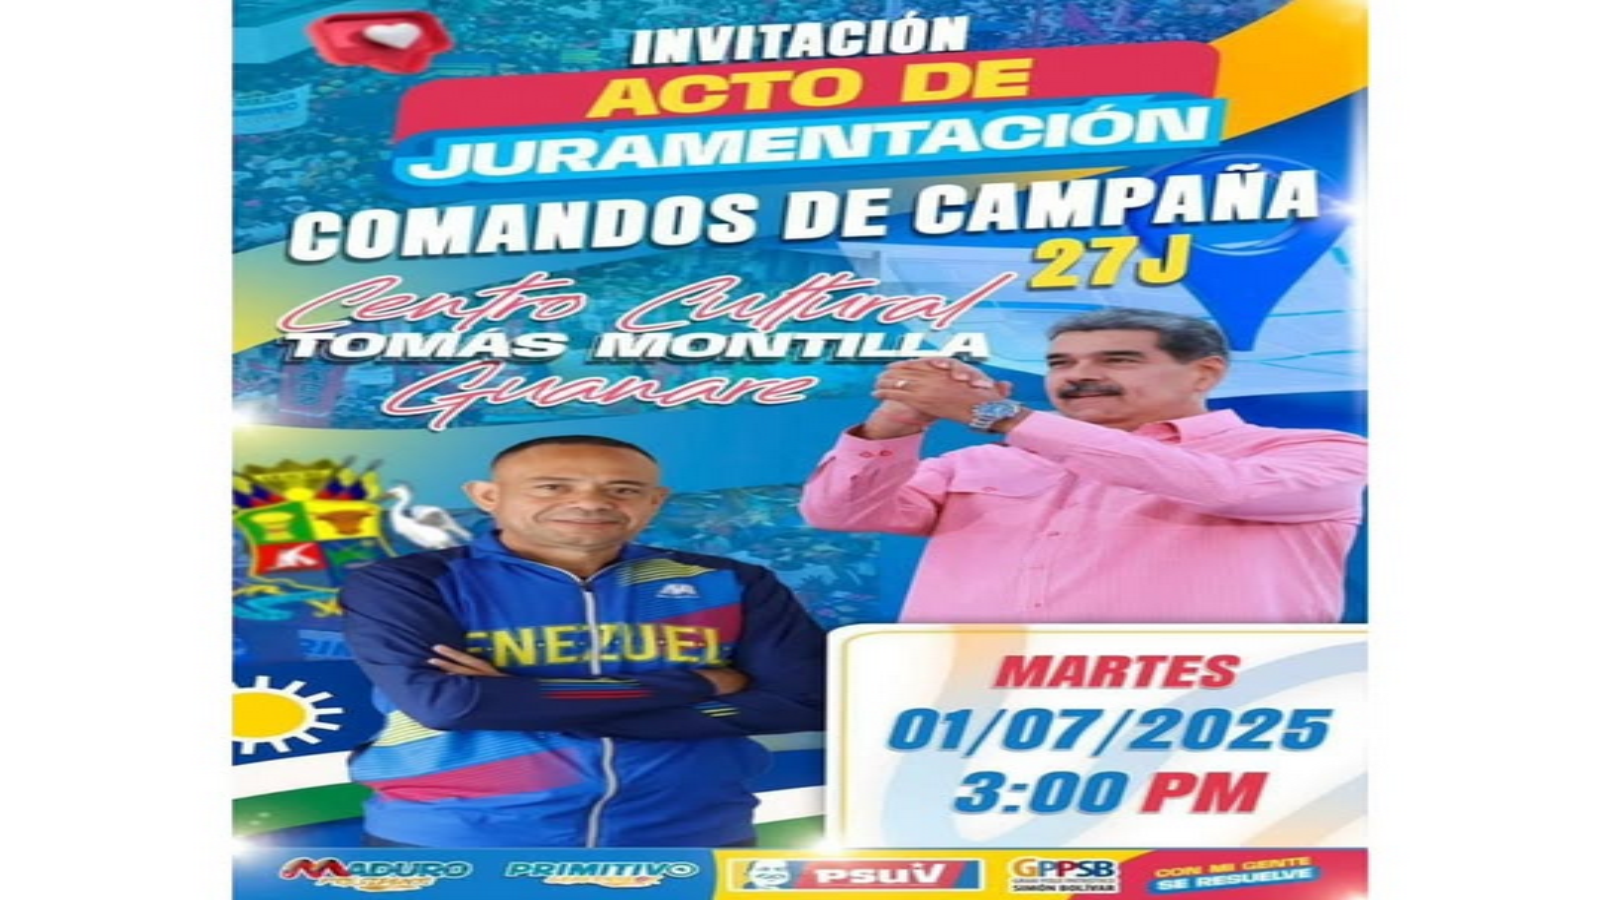 INVITACIÓN
ACTO DE
JURAMENTACIÓN
COMANDOS DE CAMPAÑA
27J
Centro Cultural
TOMÁS MONTILLA
Guanare
ENEZUEL
MARTES
01/07/2025
3:00 PM
MADURO
PRIMITIVO
PSUV
GPPSB
SIMÓN BOLÍVAR
CON MI GENTE
SE RESUELVE